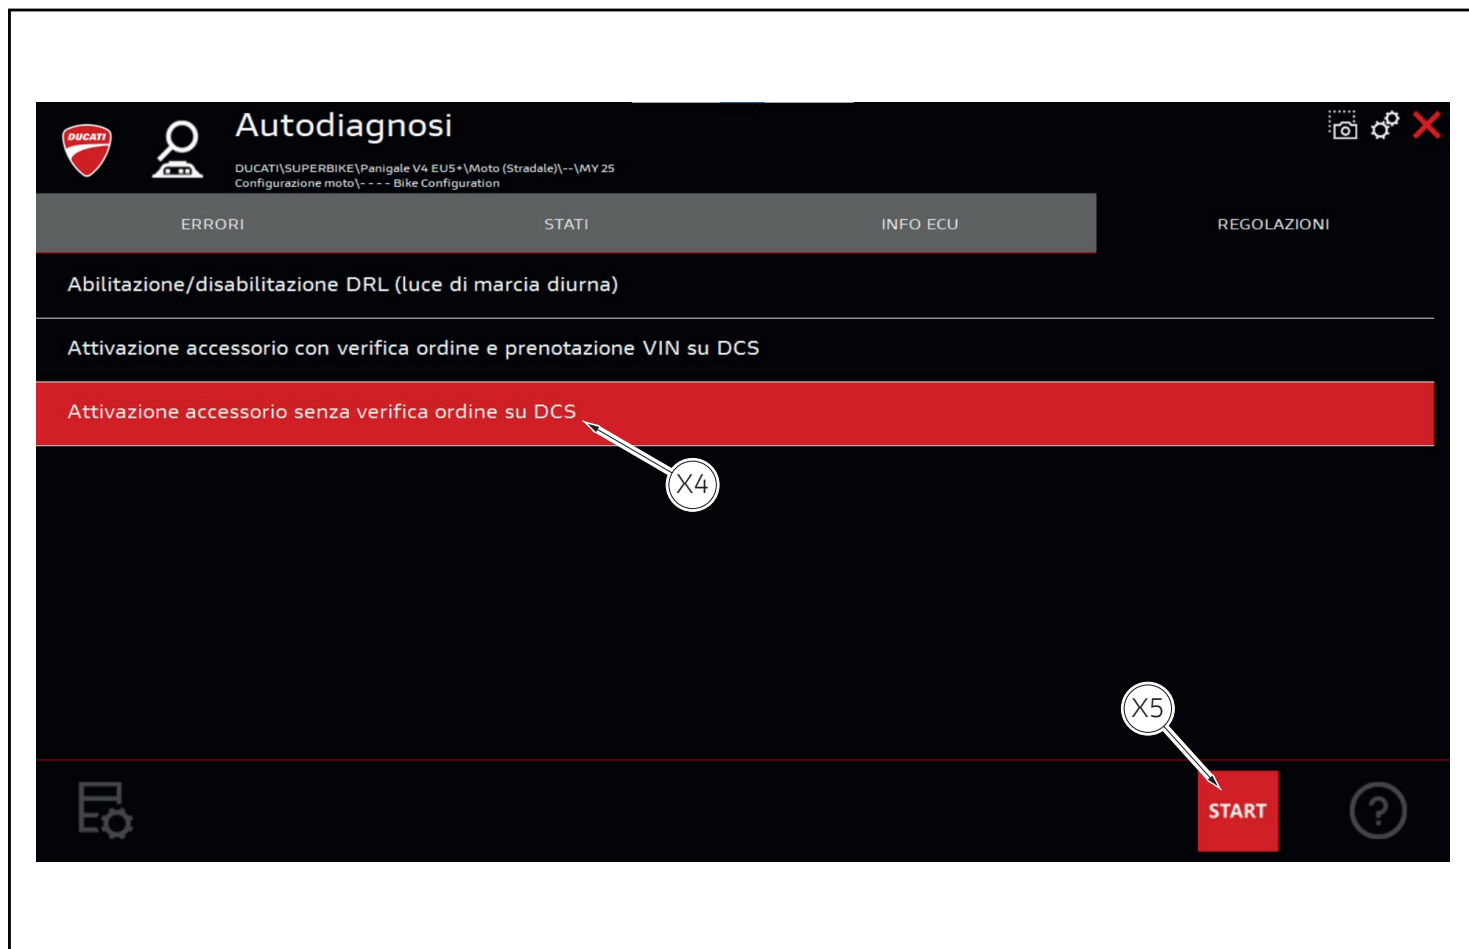 DUCATI
Autodiagnosi
DUCATI\SUPERBIKE\Panigale V4 EU5+\Moto (Stradale)\--\MY 25
Configurazione moto\- - - - Bike Configuration
ERRORI STATI INFO ECU REGOLAZIONI
Abilitazione/disabilitazione DRL (luce di marcia diurna)
Attivazione accessorio con verifica ordine e prenotazione VIN su DCS
Attivazione accessorio senza verifica ordine su DCS
X4
X5
START
?